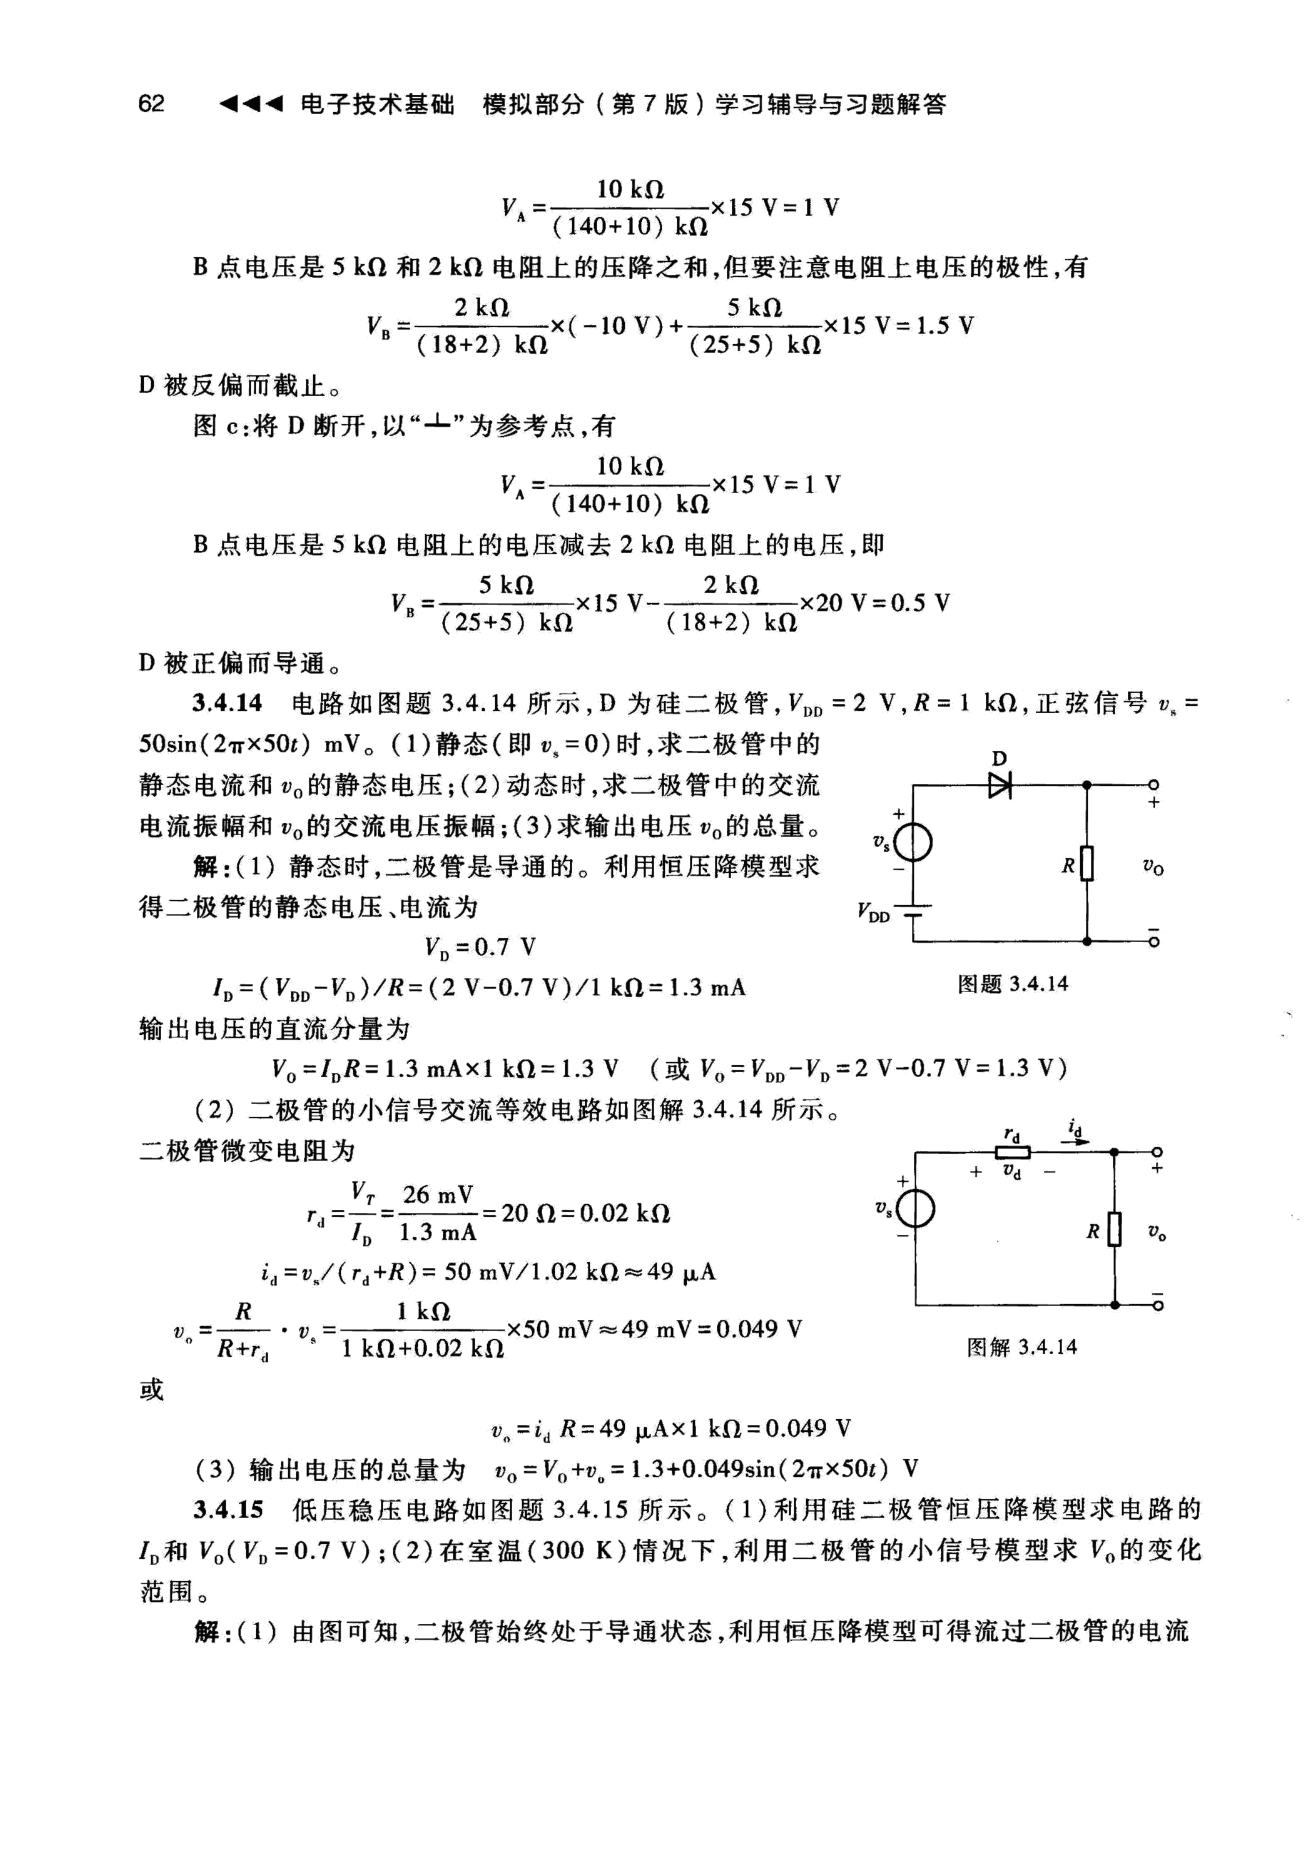 62 ◀◀◀ 电子技术基础 模拟部分(第7版)学习辅导与习题解答
V_A = 10 kΩ / (140+10) kΩ ×15 V = 1 V
B 点电压是 5 kΩ 和 2 kΩ 电阻上的压降之和,但要注意电阻上电压的极性,有
V_B = 2 kΩ / (18+2) kΩ ×(-10 V)+ 5 kΩ / (25+5) kΩ ×15 V = 1.5 V
D 被反偏而截止。
图 c:将 D 断开,以“⊥”为参考点,有
V_A = 10 kΩ / (140+10) kΩ ×15 V = 1 V
B 点电压是 5 kΩ 电阻上的电压减去 2 kΩ 电阻上的电压,即
V_B = 5 kΩ / (25+5) kΩ ×15 V- 2 kΩ / (18+2) kΩ ×20 V = 0.5 V
D 被正偏而导通。
3.4.14 电路如图题 3.4.14 所示,D 为硅二极管,V_DD = 2 V,R = 1 kΩ,正弦信号 v_s =
50sin(2π×50t) mV。(1)静态(即 v_s = 0)时,求二极管中的
静态电流和 v_O的静态电压;(2)动态时,求二极管中的交流
电流振幅和 v_O的交流电压振幅;(3)求输出电压 v_O的总量。
解:(1) 静态时,二极管是导通的。利用恒压降模型求
得二极管的静态电压、电流为
V_D = 0.7 V
I_D = (V_DD-V_D)/R = (2 V-0.7 V)/1 kΩ = 1.3 mA
D
+
v_s
-
V_DD
R
+
v_O
-
图题 3.4.14
输出电压的直流分量为
V_O = I_D R = 1.3 mA×1 kΩ = 1.3 V (或 V_O = V_DD-V_D = 2 V-0.7 V = 1.3 V)
(2) 二极管的小信号交流等效电路如图解 3.4.14 所示。
二极管微变电阻为
r_d = V_T / I_D = 26 mV / 1.3 mA = 20 Ω = 0.02 kΩ
i_d = v_s/(r_d+R) = 50 mV/1.02 kΩ ≈ 49 μA
v_o = R / R+r_d · v_s = 1 kΩ / 1 kΩ+0.02 kΩ ×50 mV ≈ 49 mV = 0.049 V
r_d
i_d
+ v_d -
+
v_s
-
R
+
v_o
-
图解 3.4.14
或
v_o = i_d R = 49 μA×1 kΩ = 0.049 V
(3) 输出电压的总量为 v_O = V_O+v_o = 1.3+0.049sin(2π×50t) V
3.4.15 低压稳压电路如图题 3.4.15 所示。(1)利用硅二极管恒压降模型求电路的
I_D和 V_O(V_D = 0.7 V);(2)在室温(300 K)情况下,利用二极管的小信号模型求 V_O的变化
范围。
解:(1) 由图可知,二极管始终处于导通状态,利用恒压降模型可得流过二极管的电流